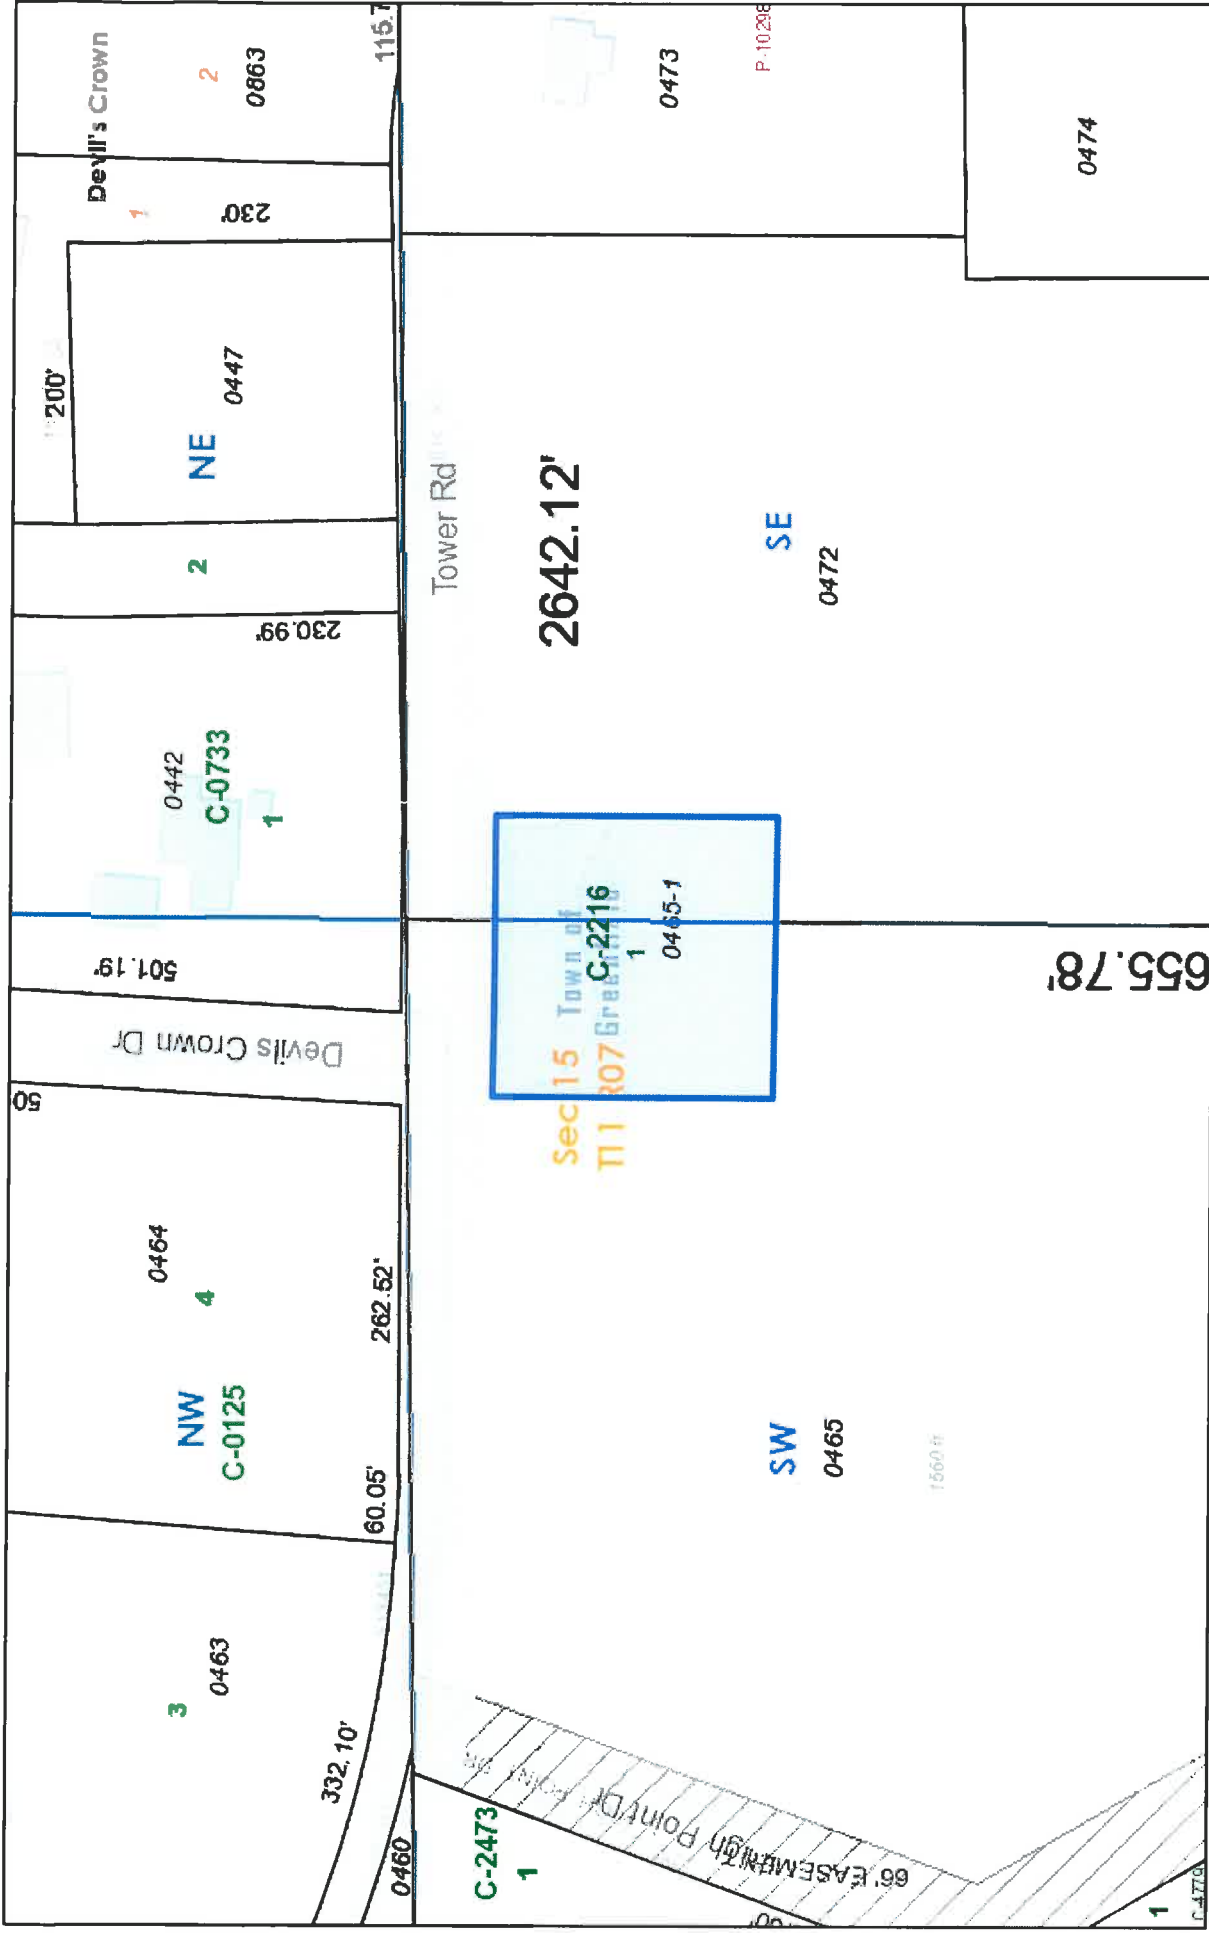 3
0463
332.10'
0460
NW
C-0125
0464
4
60.05'
262.52'
50
Devils Crown Dr
501.19'
0442
C-0733
1
230.99'
2
200'
NE
0447
Devil's Crown
1
230'
2
0863
115.7
Tower Rd
2642.12'
Sec 15 Town of
T11 R07
C-2216
1
0465-1
SE
0472
0473
P-10298
0474
655.78'
SW
0465
C-2473
1
High Point Dr
66' EASEMENT
1